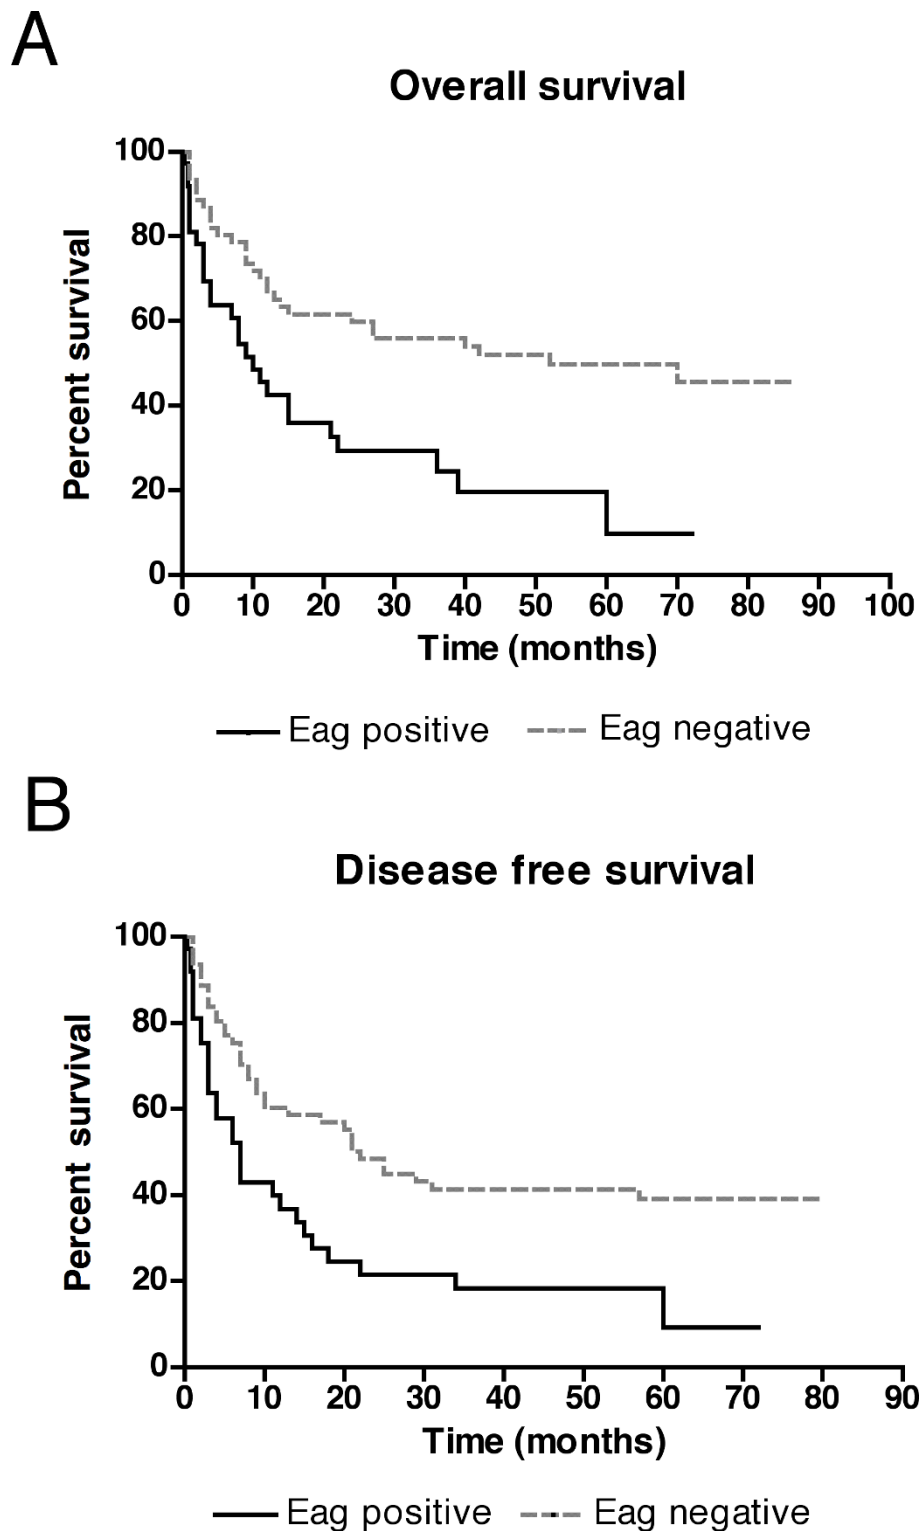 A
Overall survival
100
80
60
40
20
0
Percent survival
0 10 20 30 40 50 60 70 80 90 100
Time (months)
Eag positive Eag negative
B
Disease free survival
100
80
60
40
20
0
Percent survival
0 10 20 30 40 50 60 70 80 90
Time (months)
Eag positive Eag negative